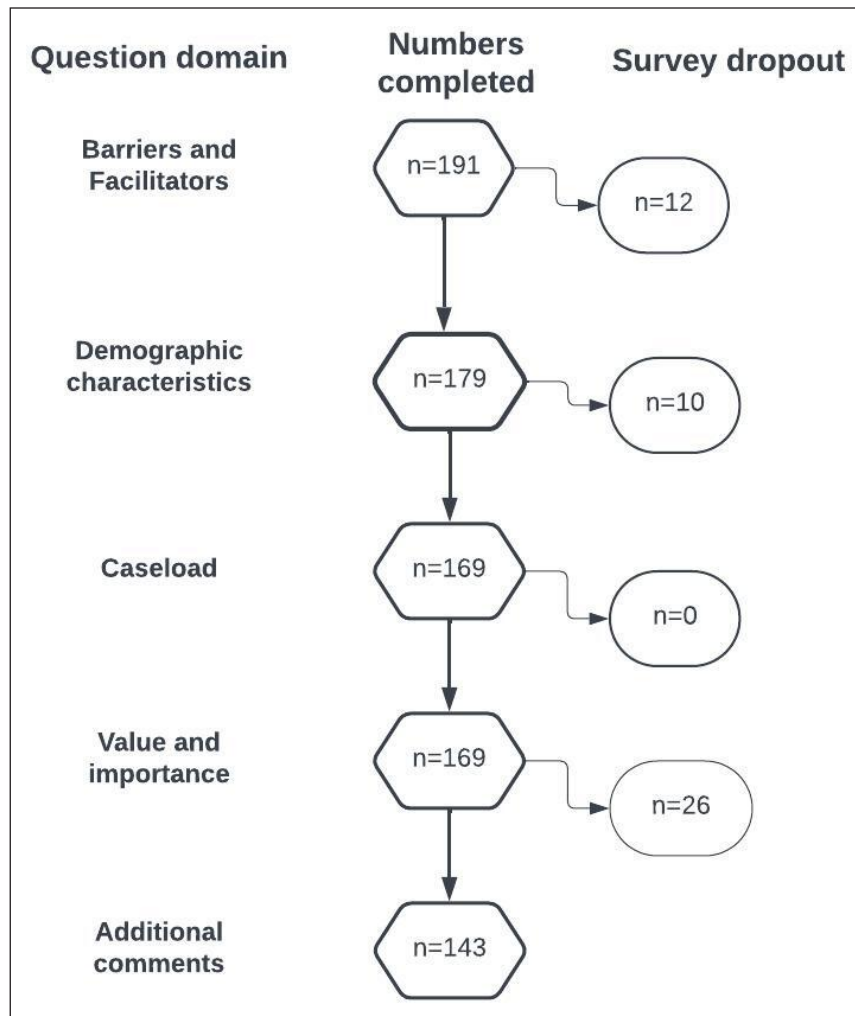 Question domain
Numbers
completed
Survey dropout
Barriers and
Facilitators
n=191
n=12
Demographic
characteristics
n=179
n=10
Caseload
n=169
n=0
Value and
importance
n=169
n=26
Additional
comments
n=143